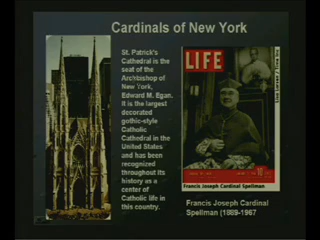 Cardinals of New York
St. Patrick's
Cathedral is the
seat of the
Archbishop of
New York,
Edward M. Egan.
It is the largest
decorated
gothic-style
Catholic
Cathedral in the
United States
and has been
recognized
throughout its
history as a
center of
Catholic life in
this country.
LIFE
Francis Joseph Cardinal Spellman
Francis Joseph Cardinal
Spellman (1889-1967